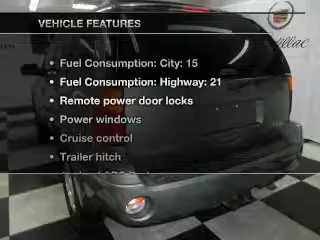 VEHICLE FEATURES
• Fuel Consumption: City: 15
• Fuel Consumption: Highway: 21
• Remote power door locks
• Power windows
• Cruise control
• Trailer hitch